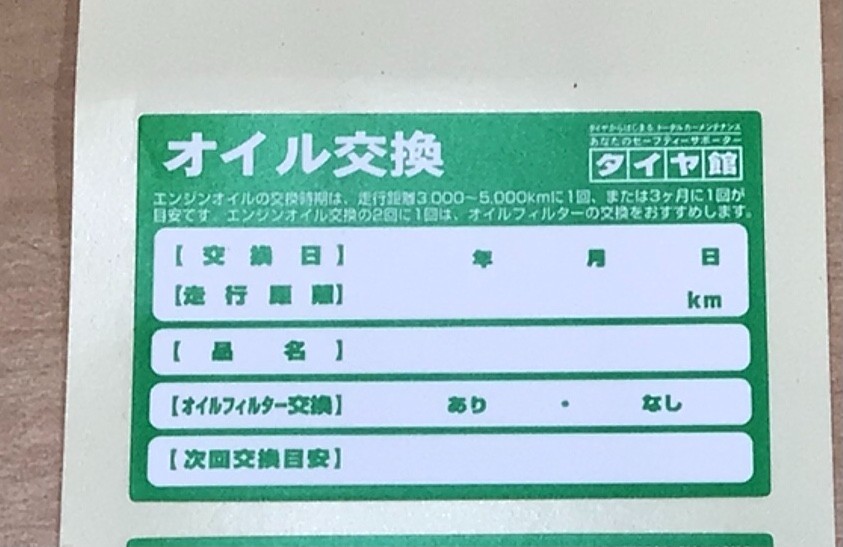 オイル交換
タイヤからはじまる トータルカーメンテナンス
あなたのセーフティーサポーター
タイヤ館
エンジンオイルの交換時期は、走行距離3,000～5,000kmに1回、または3ヶ月に1回が
目安です。エンジンオイル交換の2回に1回は、オイルフィルターの交換をおすすめします。
【交換日】 年 月 日
【走行距離】 km
【品名】
【オイルフィルター交換】 あり ・ なし
【次回交換目安】